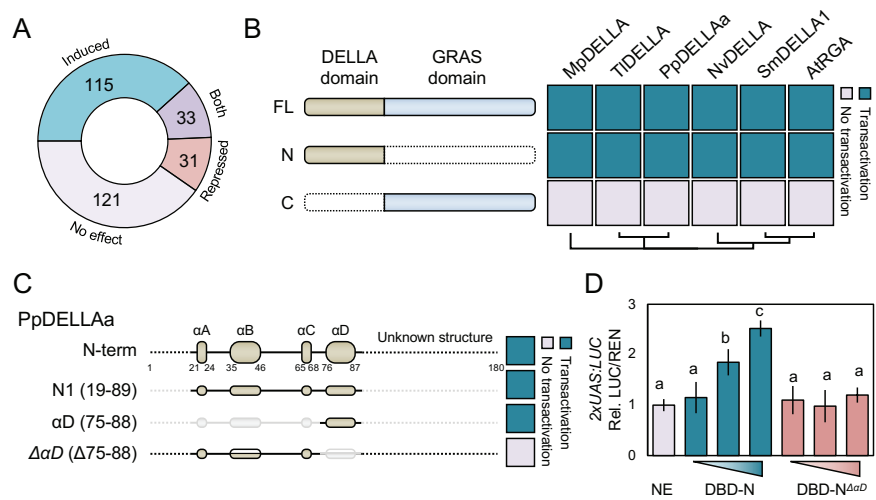 A
Induced
115
Both
33
Repressed
31
121
No effect
B
DELLA domain
GRAS domain
FL
N
C
MpDELLA
TlDELLA
PpDELLAa
NvDELLA
SmDELLA1
AtRGA
Transactivation
No transactivation
C
PpDELLAa
N-term
αA
αB
αC
αD
Unknown structure
1
21 24
35 46
65 68
76 87
180
N1 (19-89)
αD (75-88)
ΔαD (Δ75-88)
Transactivation
No transactivation
D
2xUAS:LUC
Rel. LUC/REN
3
2
1
0
a
a
b
c
a
a
a
NE
DBD-N
DBD-NΔαD